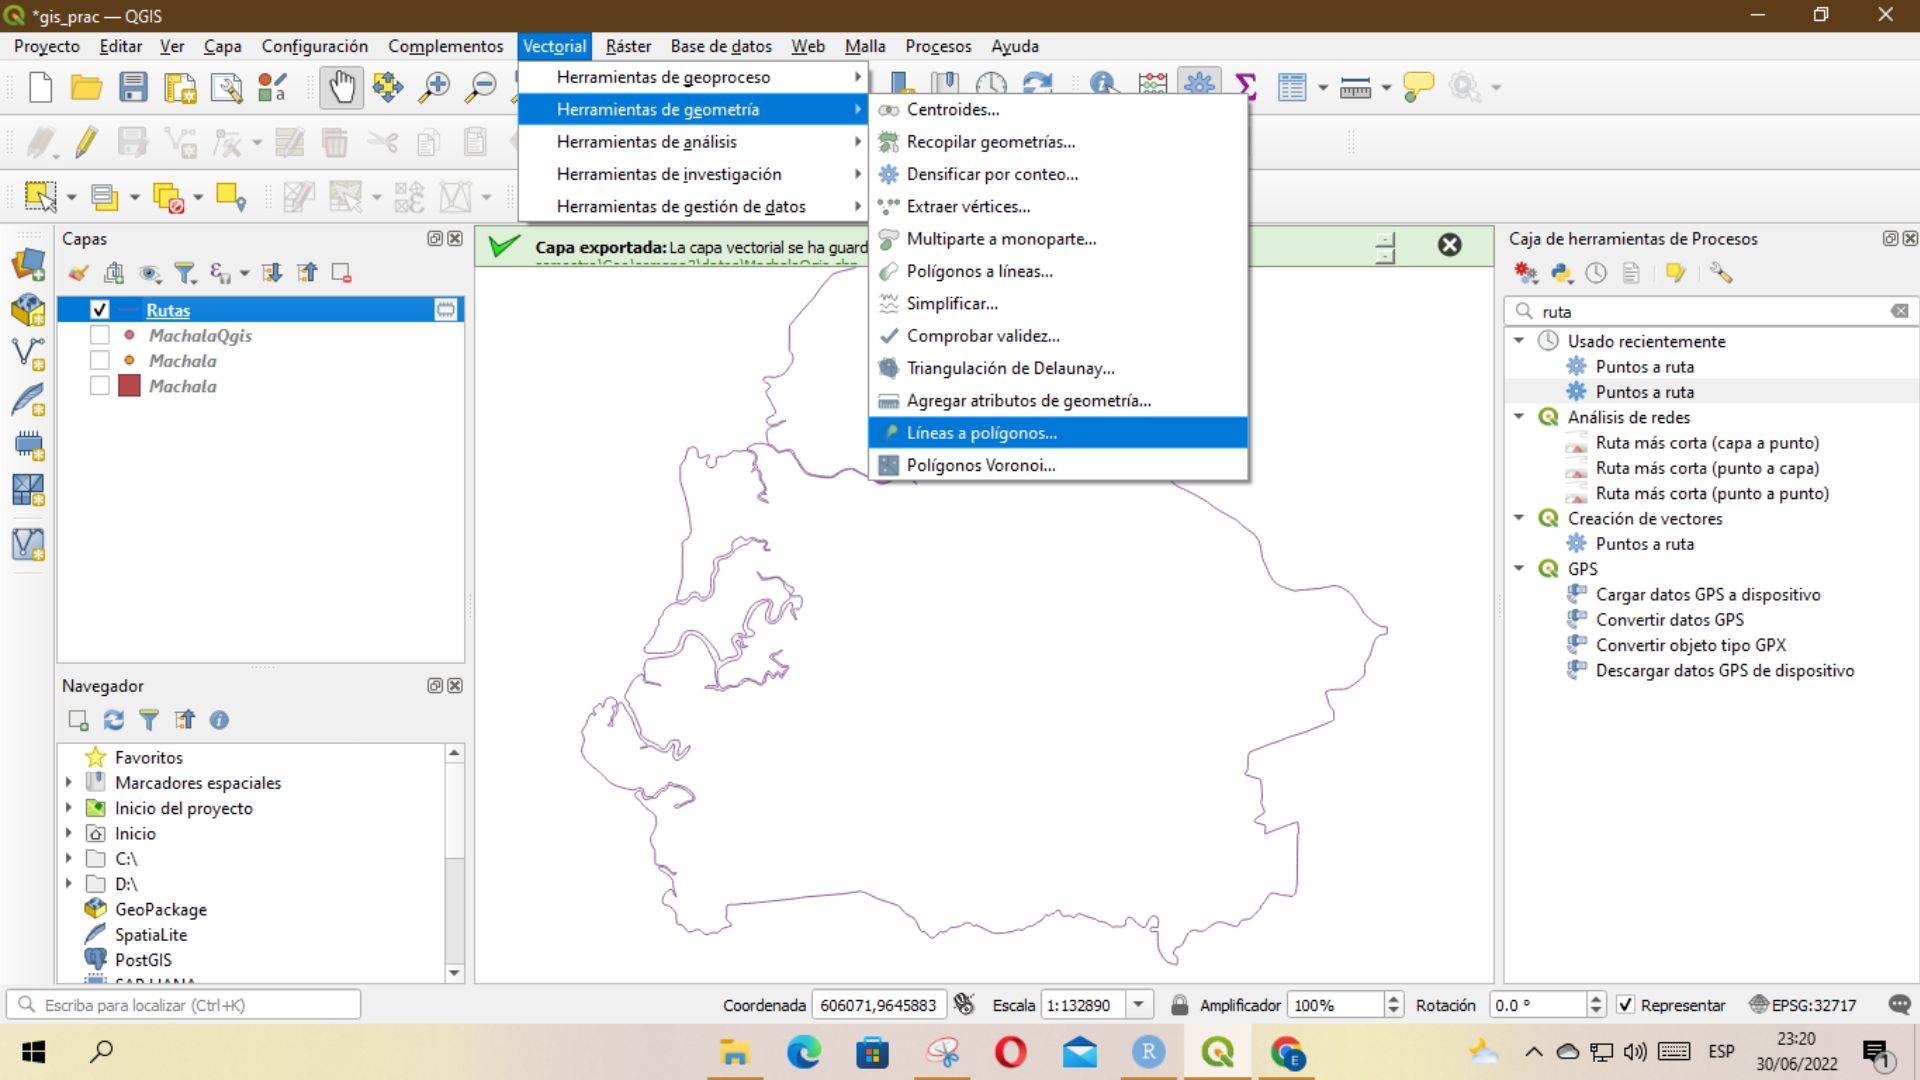 *gis_prac — QGIS
Proyecto Editar Ver Capa Configuración Complementos Vectorial Ráster Base de datos Web Malla Procesos Ayuda
Herramientas de geoproceso
Herramientas de geometría
Herramientas de análisis
Herramientas de investigación
Herramientas de gestión de datos
Centroides...
Recopilar geometrías...
Densificar por conteo...
Extraer vértices...
Multiparte a monoparte...
Polígonos a líneas...
Simplificar...
Comprobar validez...
Triangulación de Delaunay...
Agregar atributos de geometría...
Líneas a polígonos...
Polígonos Voronoi...
Capas
Rutas
MachalaQgis
Machala
Machala
Capa exportada: La capa vectorial se ha guard
Navegador
Favoritos
Marcadores espaciales
Inicio del proyecto
Inicio
C:\
D:\
GeoPackage
SpatiaLite
PostGIS
Caja de herramientas de Procesos
ruta
Usado recientemente
Puntos a ruta
Puntos a ruta
Análisis de redes
Ruta más corta (capa a punto)
Ruta más corta (punto a capa)
Ruta más corta (punto a punto)
Creación de vectores
Puntos a ruta
GPS
Cargar datos GPS a dispositivo
Convertir datos GPS
Convertir objeto tipo GPX
Descargar datos GPS de dispositivo
Escriba para localizar (Ctrl+K)
Coordenada 606071,9645883 Escala 1:132890 Amplificador 100% Rotación 0.0 ° Representar EPSG:32717
ESP
23:20
30/06/2022
1